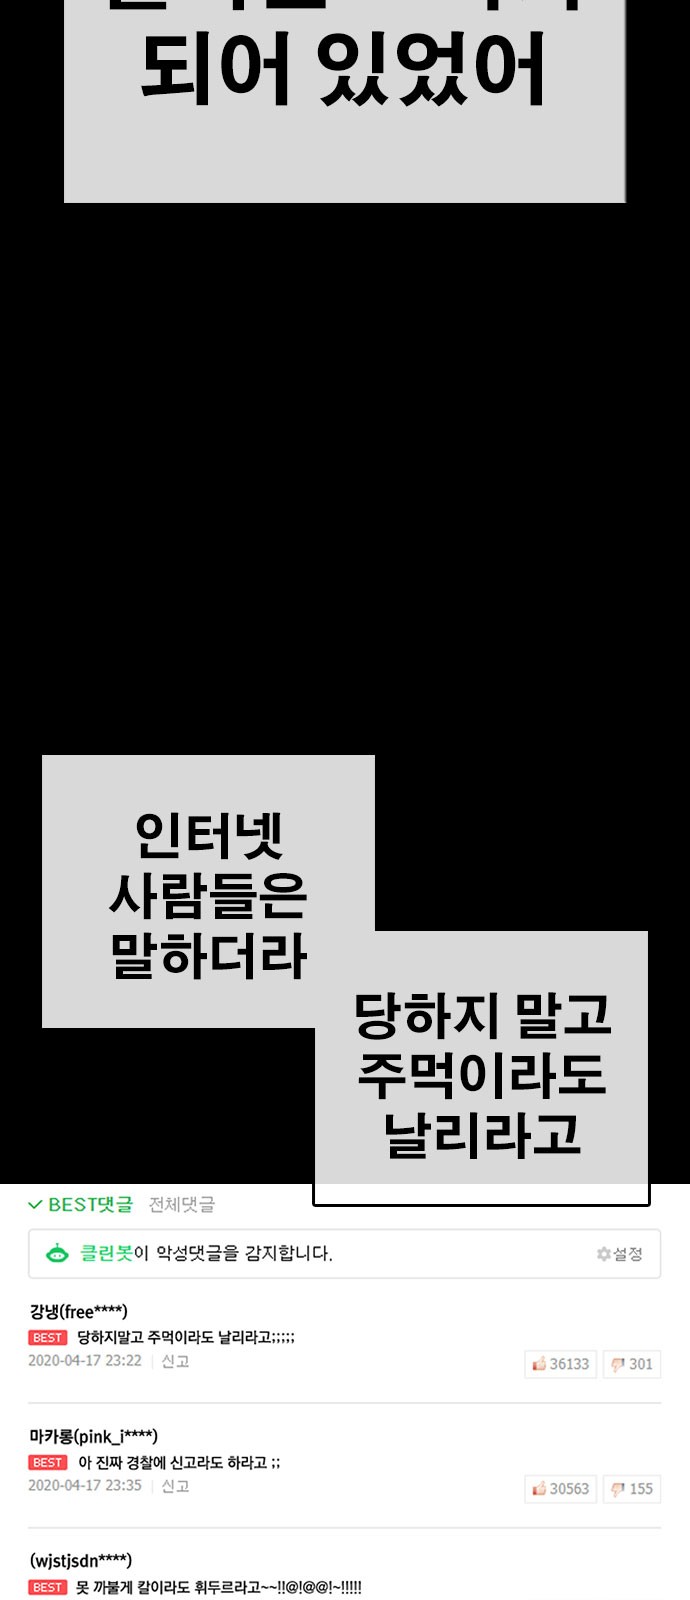 되어 있었어
인터넷
사람들은
말하더라
당하지 말고
주먹이라도
날리라고
BEST댓글 전체댓글
클린봇이 악성댓글을 감지합니다. 설정
강냉(free****)
BEST 당하지말고 주먹이라도 날리라고;;;;;
2020-04-17 23:22 신고 36133 301
마카롱(pink_i****)
BEST 아 진짜 경찰에 신고라도 하라고 ;;
2020-04-17 23:35 신고 30563 155
(wjstjsdn****)
BEST 못 까불게 칼이라도 휘두르라고~~!!@!@@!~!!!!!